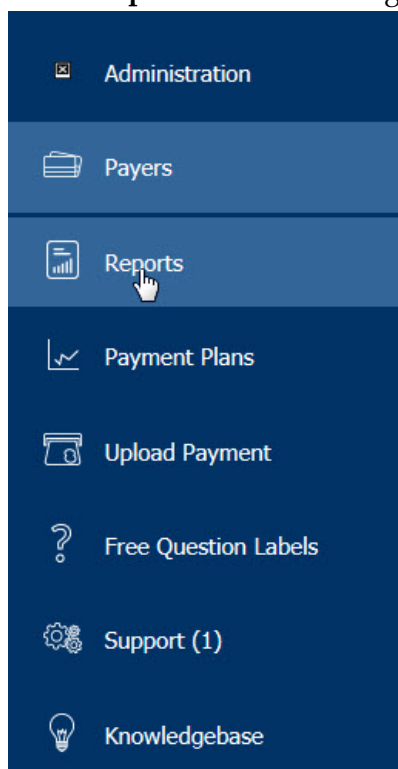 Administration
Payers
Reports
Payment Plans
Upload Payment
Free Question Labels
Support (1)
Knowledgebase